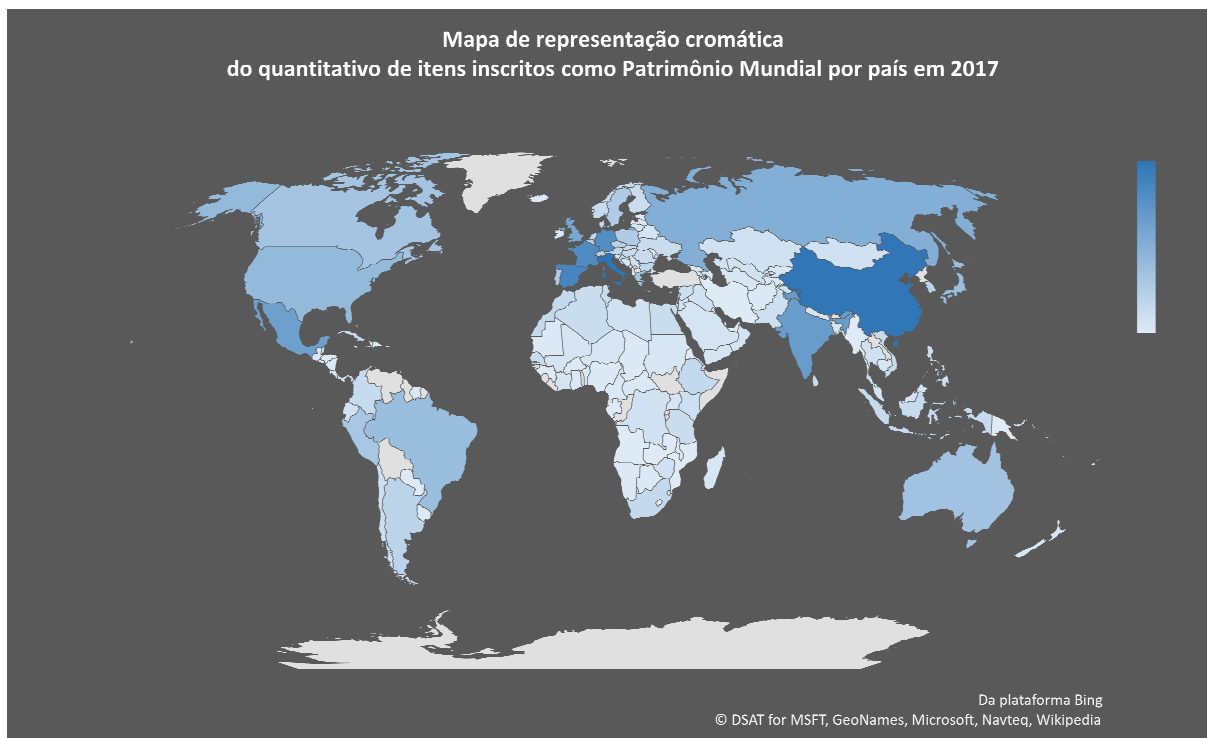 Mapa de representação cromática
do quantitativo de itens inscritos como Patrimônio Mundial por país em 2017
Da plataforma Bing
© DSAT for MSFT, GeoNames, Microsoft, Navteq, Wikipedia